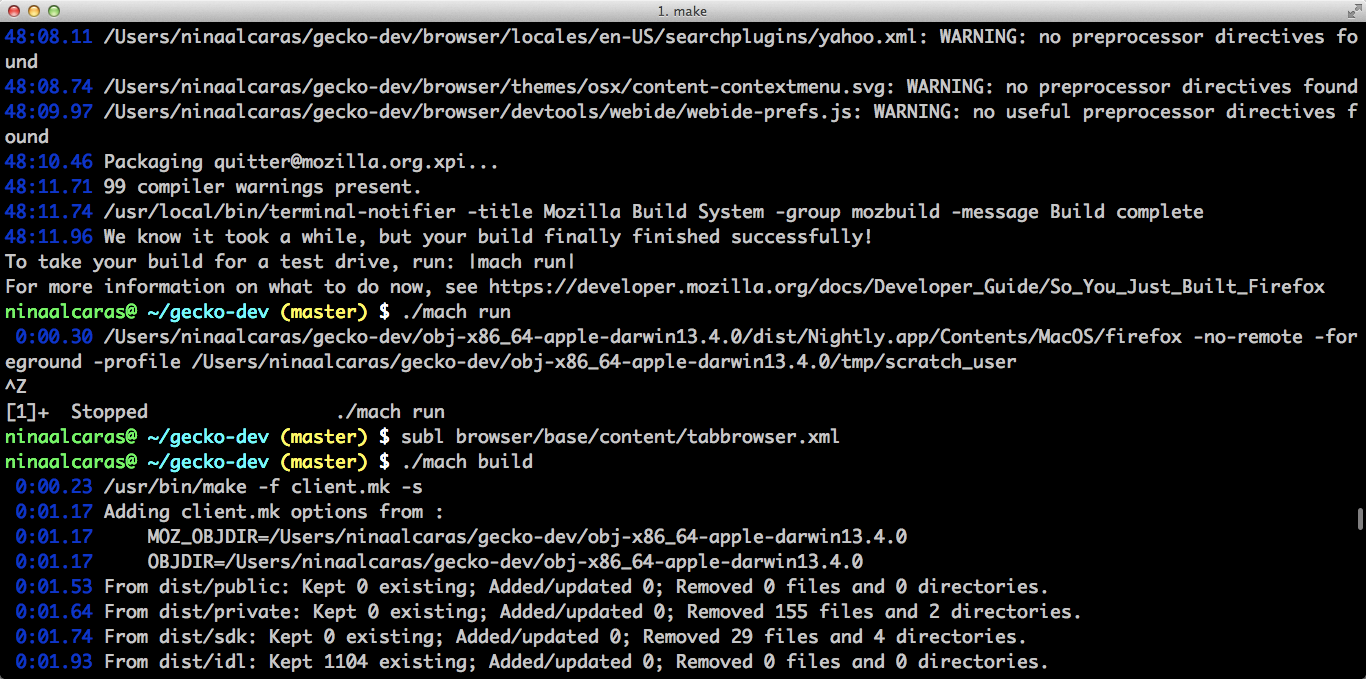 1. make
48:08.11 /Users/ninaalcaras/gecko-dev/browser/locales/en-US/searchplugins/yahoo.xml: WARNING: no preprocessor directives fo
und
48:08.74 /Users/ninaalcaras/gecko-dev/browser/themes/osx/content-contextmenu.svg: WARNING: no preprocessor directives found
48:09.97 /Users/ninaalcaras/gecko-dev/browser/devtools/webide/webide-prefs.js: WARNING: no useful preprocessor directives f
ound
48:10.46 Packaging quitter@mozilla.org.xpi...
48:11.71 99 compiler warnings present.
48:11.74 /usr/local/bin/terminal-notifier -title Mozilla Build System -group mozbuild -message Build complete
48:11.96 We know it took a while, but your build finally finished successfully!
To take your build for a test drive, run: |mach run|
For more information on what to do now, see https://developer.mozilla.org/docs/Developer_Guide/So_You_Just_Built_Firefox
ninaalcaras@ ~/gecko-dev (master) $ ./mach run
0:00.30 /Users/ninaalcaras/gecko-dev/obj-x86_64-apple-darwin13.4.0/dist/Nightly.app/Contents/MacOS/firefox -no-remote -for
eground -profile /Users/ninaalcaras/gecko-dev/obj-x86_64-apple-darwin13.4.0/tmp/scratch_user
^Z
[1]+  Stopped                 ./mach run
ninaalcaras@ ~/gecko-dev (master) $ subl browser/base/content/tabbrowser.xml
ninaalcaras@ ~/gecko-dev (master) $ ./mach build
0:00.23 /usr/bin/make -f client.mk -s
0:01.17 Adding client.mk options from :
0:01.17     MOZ_OBJDIR=/Users/ninaalcaras/gecko-dev/obj-x86_64-apple-darwin13.4.0
0:01.17     OBJDIR=/Users/ninaalcaras/gecko-dev/obj-x86_64-apple-darwin13.4.0
0:01.53 From dist/public: Kept 0 existing; Added/updated 0; Removed 0 files and 0 directories.
0:01.64 From dist/private: Kept 0 existing; Added/updated 0; Removed 155 files and 2 directories.
0:01.74 From dist/sdk: Kept 0 existing; Added/updated 0; Removed 29 files and 4 directories.
0:01.93 From dist/idl: Kept 1104 existing; Added/updated 0; Removed 0 files and 0 directories.